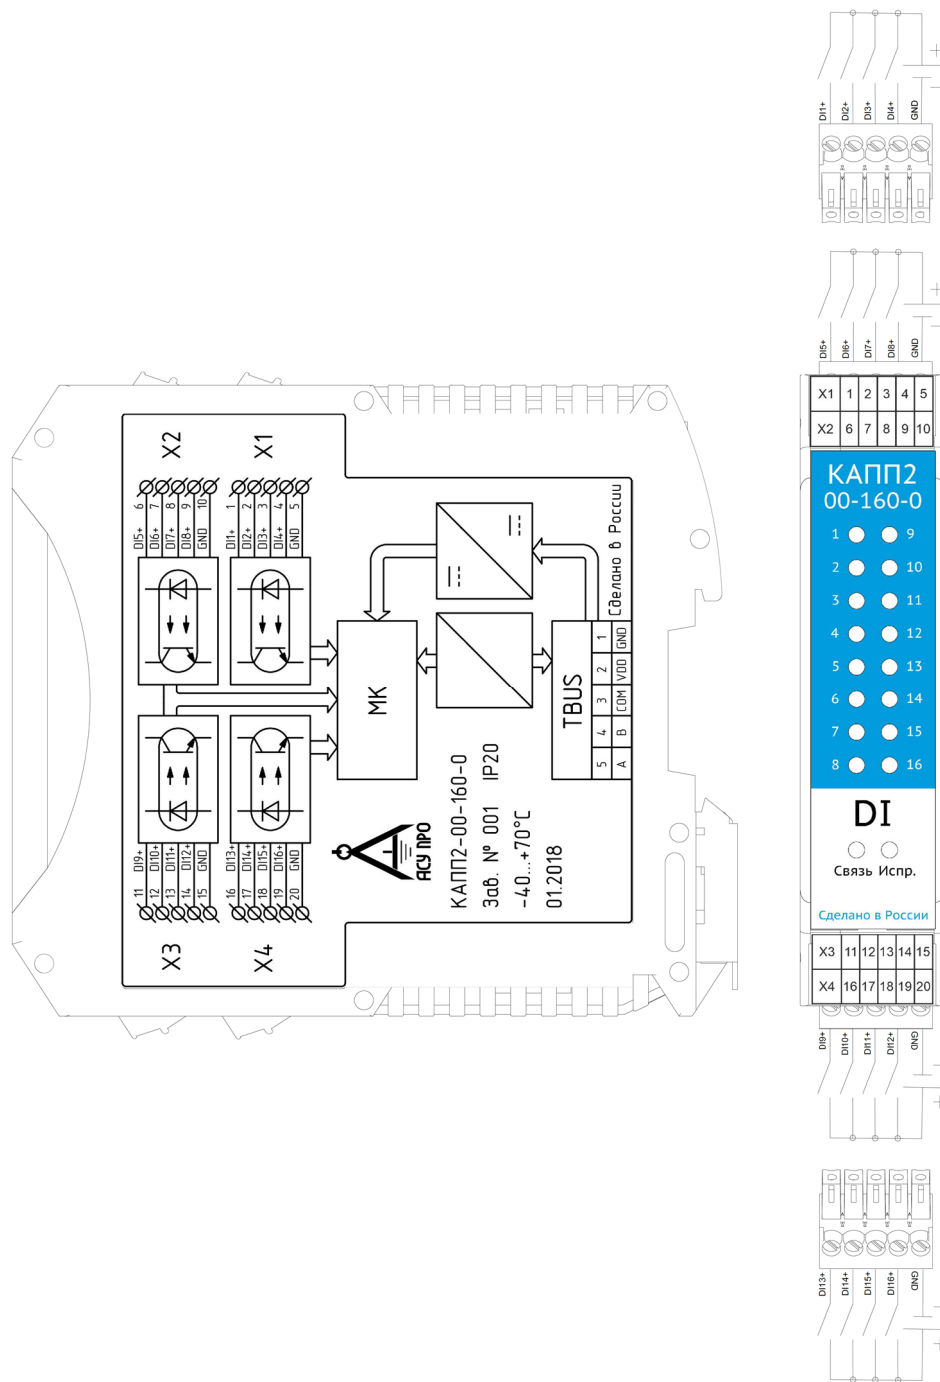 DI1+ DI2+ DI3+ DI4+ GND
DI5+ DI6+ DI7+ DI8+ GND
X1 1 2 3 4 5
X2 6 7 8 9 10
КАПП2
00-160-0
1 9
2 10
3 11
4 12
5 13
6 14
7 15
8 16
DI
Связь Испр.
Сделано в России
X3 11 12 13 14 15
X4 16 17 18 19 20
DI9+ DI10+ DI11+ DI12+ GND
DI13+ DI14+ DI15+ DI16+ GND
X2
6 DI5+
7 DI6+
8 DI7+
9 DI8+
10 GND
X1
1 DI1+
2 DI2+
3 DI3+
4 DI4+
5 GND
X3
11 DI9+
12 DI10+
13 DI11+
14 DI12+
15 GND
X4
16 DI13+
17 DI14+
18 DI15+
19 DI16+
20 GND
МК
TBUS
5 4 3 2 1
A B COM VDD GND
Сделано в России
АСУ ПРО
КАПП2-00-160-0
Зав. № 001 IP20
-40...+70°C
01.2018